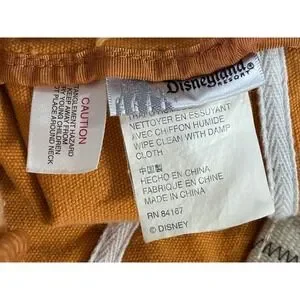 Disneyland
RESORT
CAUTION
ENTANGLEMENT HAZARD
KEEP AWAY FROM
VERY YOUNG CHILDREN
DO NOT
PLACE AROUND
NECK
NETTOYER EN ESSUYANT
AVEC CHIFFON HUMIDE
WIPE CLEAN WITH DAMP
CLOTH
中国製
HECHO EN CHINA
FABRIQUE EN CHINE
MADE IN CHINA
RN 84167
© DISNEY